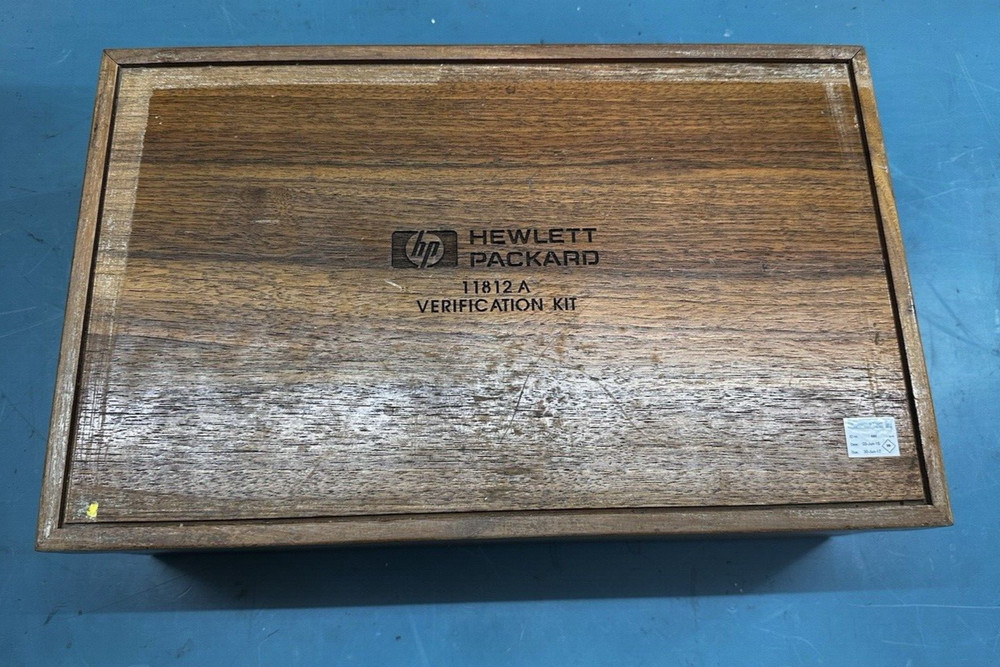 hp HEWLETT
PACKARD
11812 A
VERIFICATION KIT